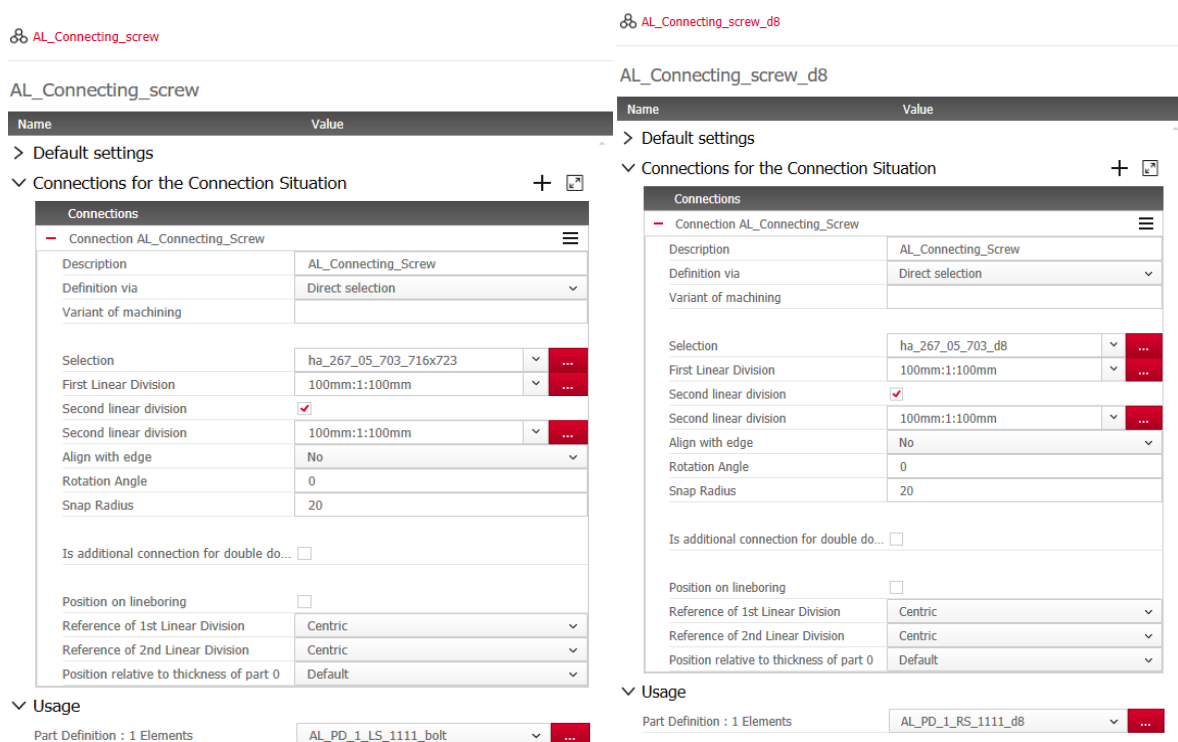 AL_Connecting_screw
AL_Connecting_screw
Name Value
Default settings
Connections for the Connection Situation
Connections
Connection AL_Connecting_Screw
Description AL_Connecting_Screw
Definition via Direct selection
Variant of machining
Selection ha_267_05_703_716x723 ...
First Linear Division 100mm:1:100mm ...
Second linear division
Second linear division 100mm:1:100mm ...
Align with edge No
Rotation Angle 0
Snap Radius 20
Is additional connection for double do...
Position on lineboring
Reference of 1st Linear Division Centric
Reference of 2nd Linear Division Centric
Position relative to thickness of part 0 Default
Usage
Part Definition : 1 Elements AL_PD_1_LS_1111_bolt ...
AL_Connecting_screw_d8
AL_Connecting_screw_d8
Name Value
Default settings
Connections for the Connection Situation
Connections
Connection AL_Connecting_Screw
Description AL_Connecting_Screw
Definition via Direct selection
Variant of machining
Selection ha_267_05_703_d8 ...
First Linear Division 100mm:1:100mm ...
Second linear division
Second linear division 100mm:1:100mm ...
Align with edge No
Rotation Angle 0
Snap Radius 20
Is additional connection for double do...
Position on lineboring
Reference of 1st Linear Division Centric
Reference of 2nd Linear Division Centric
Position relative to thickness of part 0 Default
Usage
Part Definition : 1 Elements AL_PD_1_RS_1111_d8 ...